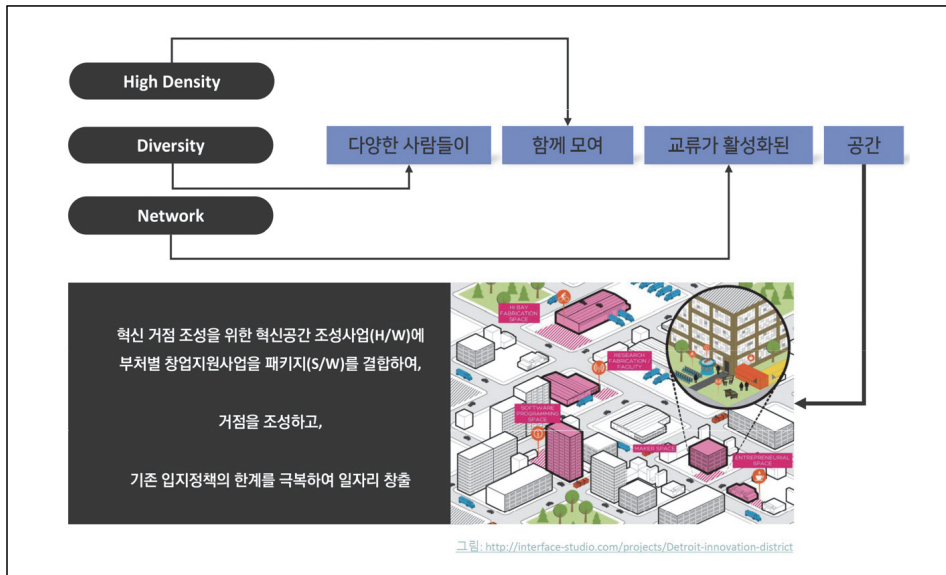 High Density
Diversity
Network
다양한 사람들이
함께 모여
교류가 활성화된
공간
혁신 거점 조성을 위한 혁신공간 조성사업(H/W)에
부처별 창업지원사업을 패키지(S/W)를 결합하여,
거점을 조성하고,
기존 입지정책의 한계를 극복하여 일자리 창출
HI BAY
FABRICATION
SPACE
RESEARCH
FABRICATION /
FACILITY
SOFTWARE
PROGRAMMING
SPACE
MAKER SPACE
ENTREPRENEURIAL
SPACE
그림: http://interface-studio.com/projects/Detroit-innovation-district